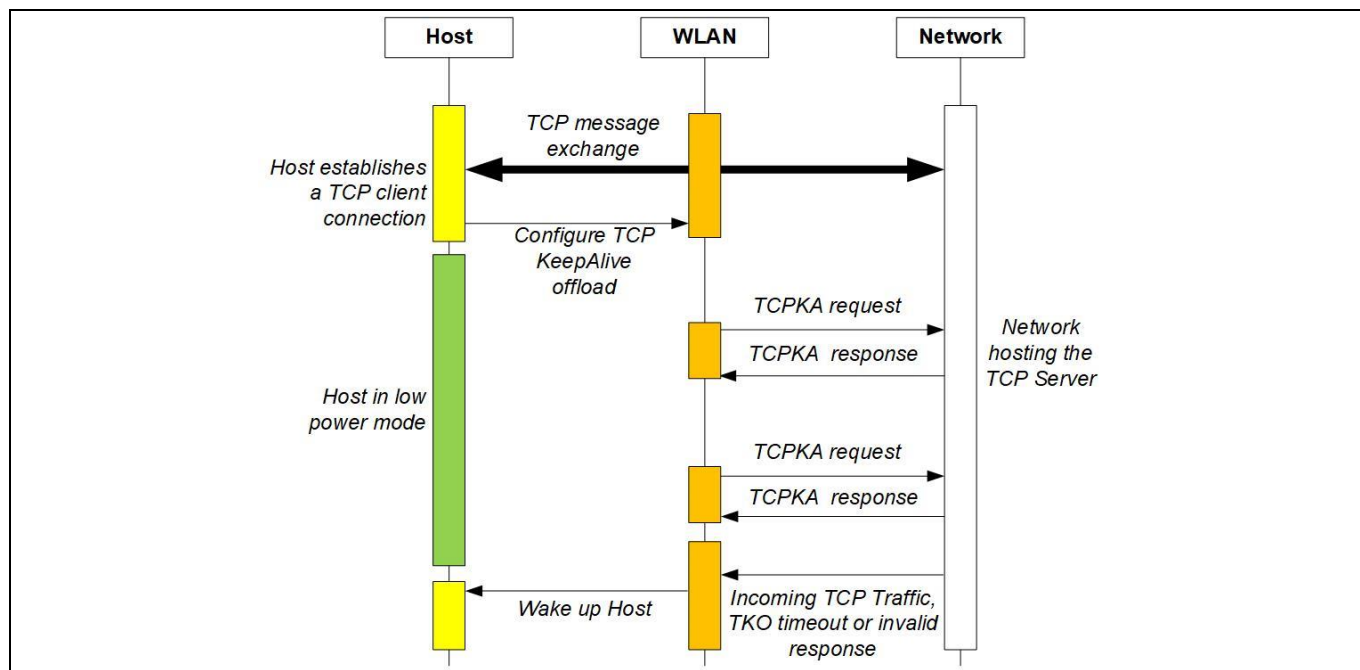 Host
WLAN
Network
TCP message
exchange
Host establishes
a TCP client
connection
Configure TCP
KeepAlive
offload
TCPKA request
TCPKA response
Network
hosting the
TCP Server
Host in low
power mode
TCPKA request
TCPKA response
Wake up Host
Incoming TCP Traffic,
TKO timeout or invalid
response